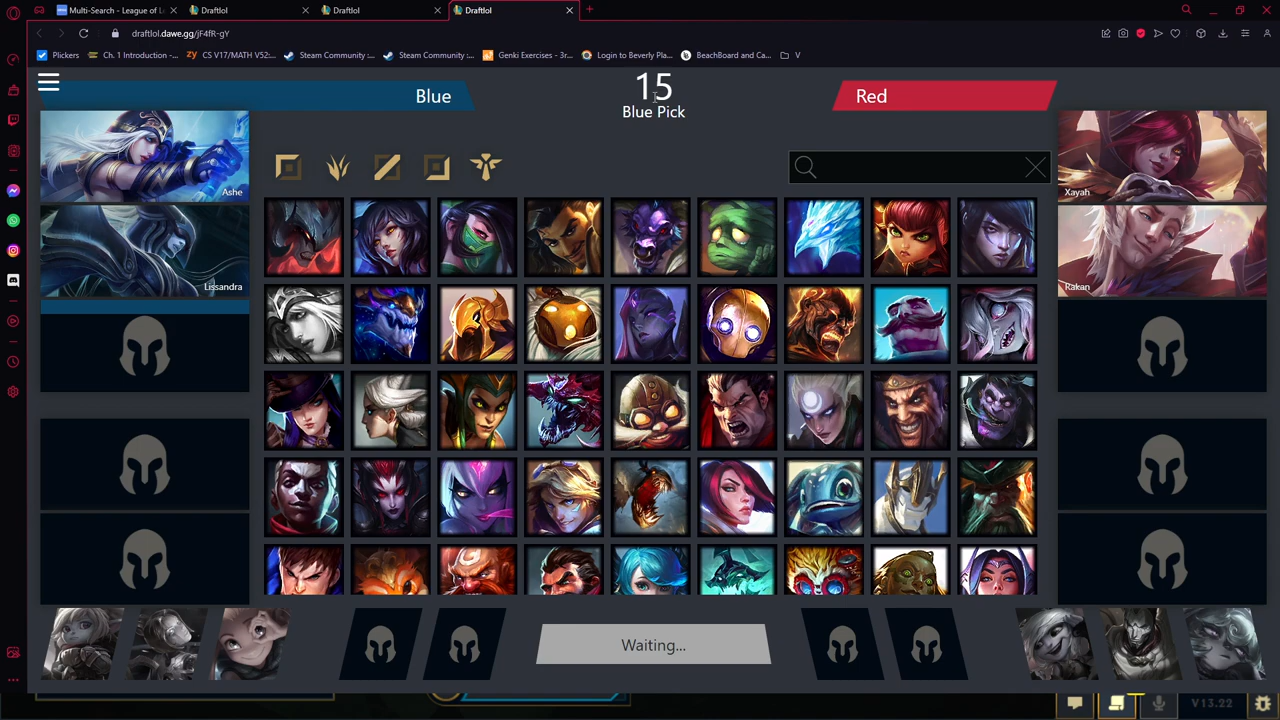 Multi-Search - League of L
Draftlol
Draftlol
Draftlol
draftlol.dawe.gg/jF4fR-gY
Plickers
Ch. 1 Introduction -...
zy
CS V17/MATH V52:...
Steam Community :...
Steam Community :...
Genki Exercises - 3r...
Login to Beverly Pla...
BeachBoard and Ca...
V
Blue
15
Red
Blue Pick
Ashe
Xayah
Lissandra
Rakan
Waiting...
V13.22